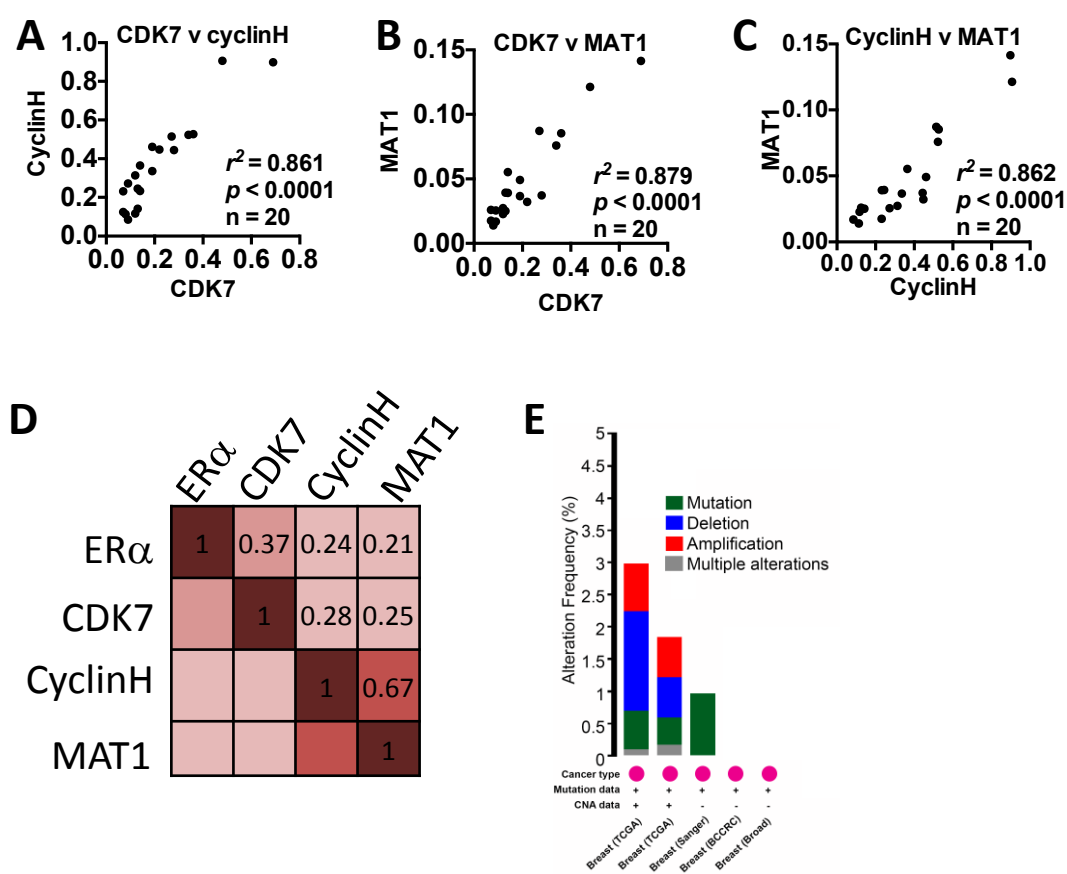 A
CDK7 v cyclinH
CyclinH
1.0
0.8
0.6
0.4
0.2
0.0
r² = 0.861
p < 0.0001
n = 20
0.0 0.2 0.4 0.6 0.8
CDK7
B
CDK7 v MAT1
MAT1
0.15
0.10
0.05
0.00
r² = 0.879
p < 0.0001
n = 20
0.0 0.2 0.4 0.6 0.8
CDK7
C
CyclinH v MAT1
MAT1
0.15
0.10
0.05
0.00
r² = 0.862
p < 0.0001
n = 20
0.0 0.2 0.4 0.6 0.8 1.0
CyclinH
D
ERα CDK7 CyclinH MAT1
ERα 1 0.37 0.24 0.21
CDK7 1 0.28 0.25
CyclinH 1 0.67
MAT1 1
E
Alteration Frequency (%)
5
4.5
4
3.5
3
2.5
2
1.5
1
0.5
0
Mutation
Deletion
Amplification
Multiple alterations
Cancer type
Mutation data + + + + +
CNA data + + - - -
Breast (TCGA)
Breast (TCGA)
Breast (Sanger)
Breast (BCCRC)
Breast (Broad)